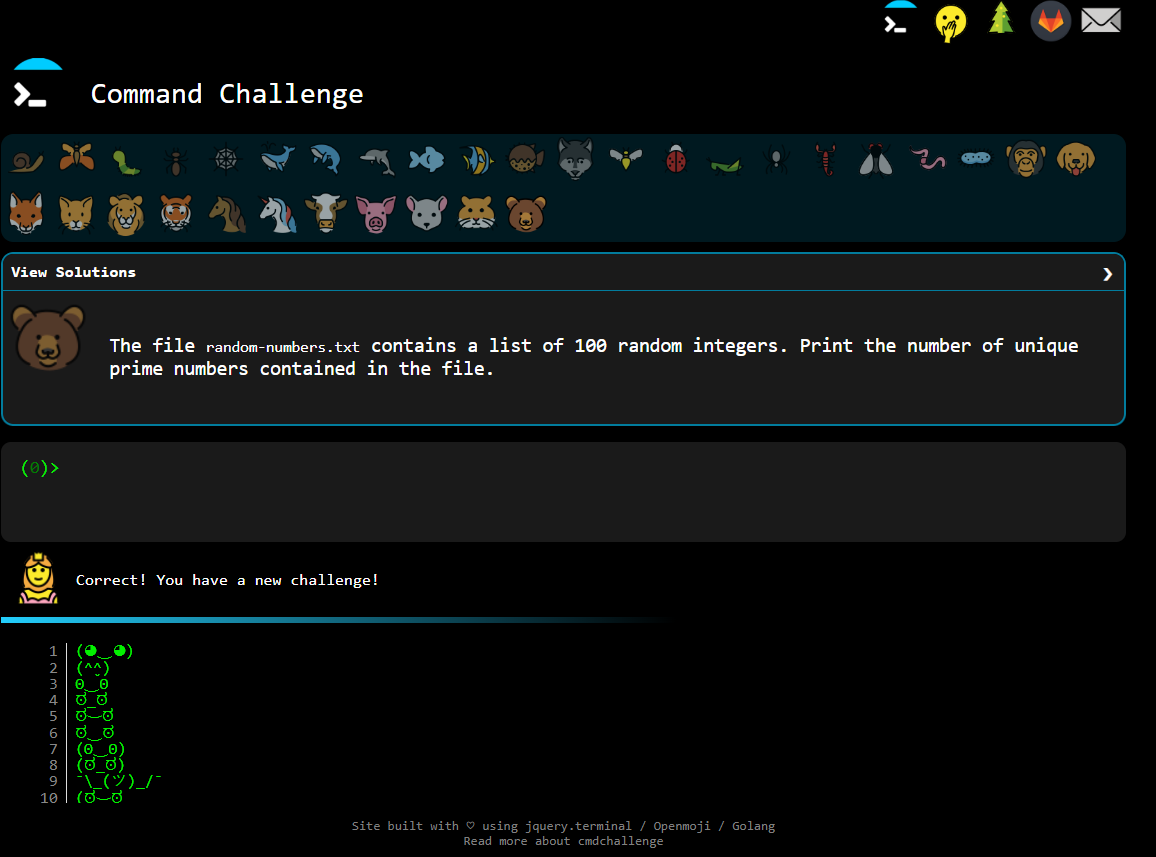 Command Challenge
View Solutions
The file random-numbers.txt contains a list of 100 random integers. Print the number of unique
prime numbers contained in the file.
(0)>
Correct! You have a new challenge!
1 (◕‿◕)
2 (^̮^)
3 ʘ‿ʘ
4 ಠ_ಠ
5 ಠ⌣ಠ
6 ಠ‿ಠ
7 (ʘ‿ʘ)
8 (ಠ_ಠ)
9 ¯\_(ツ)_/¯
10 (ಠ⌣ಠ
Site built with ♡ using jquery.terminal / Openmoji / Golang
Read more about cmdchallenge